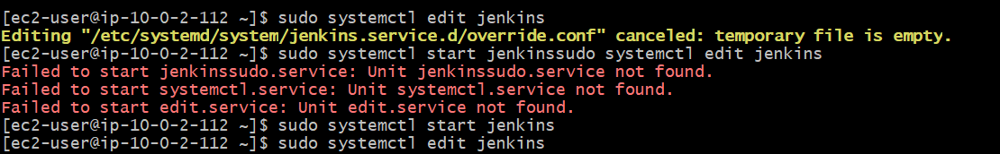 [ec2-user@ip-10-0-2-112 ~]$ sudo systemctl edit jenkins
Editing "/etc/systemd/system/jenkins.service.d/override.conf" canceled: temporary file is empty.
[ec2-user@ip-10-0-2-112 ~]$ sudo systemctl start jenkinssudo systemctl edit jenkins
Failed to start jenkinssudo.service: Unit jenkinssudo.service not found.
Failed to start systemctl.service: Unit systemctl.service not found.
Failed to start edit.service: Unit edit.service not found.
[ec2-user@ip-10-0-2-112 ~]$ sudo systemctl start jenkins
[ec2-user@ip-10-0-2-112 ~]$ sudo systemctl edit jenkins